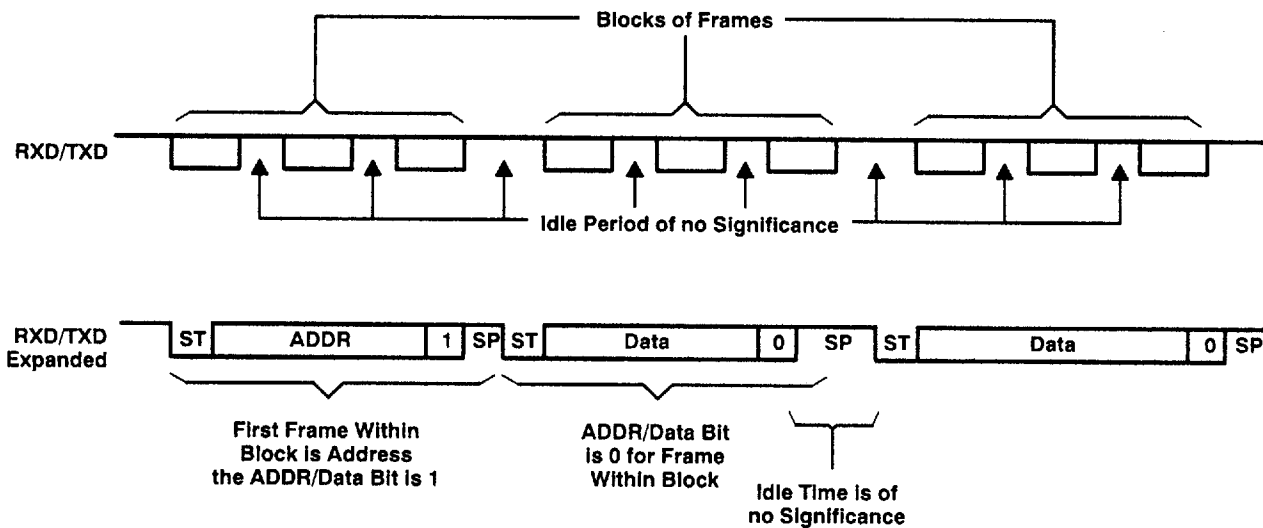 Blocks of Frames
RXD/TXD
Idle Period of no Significance
RXD/TXD
Expanded
ST ADDR 1 SP ST Data 0 SP ST Data 0 SP
First Frame Within
Block is Address
the ADDR/Data Bit is 1
ADDR/Data Bit
is 0 for Frame
Within Block
Idle Time is of
no Significance